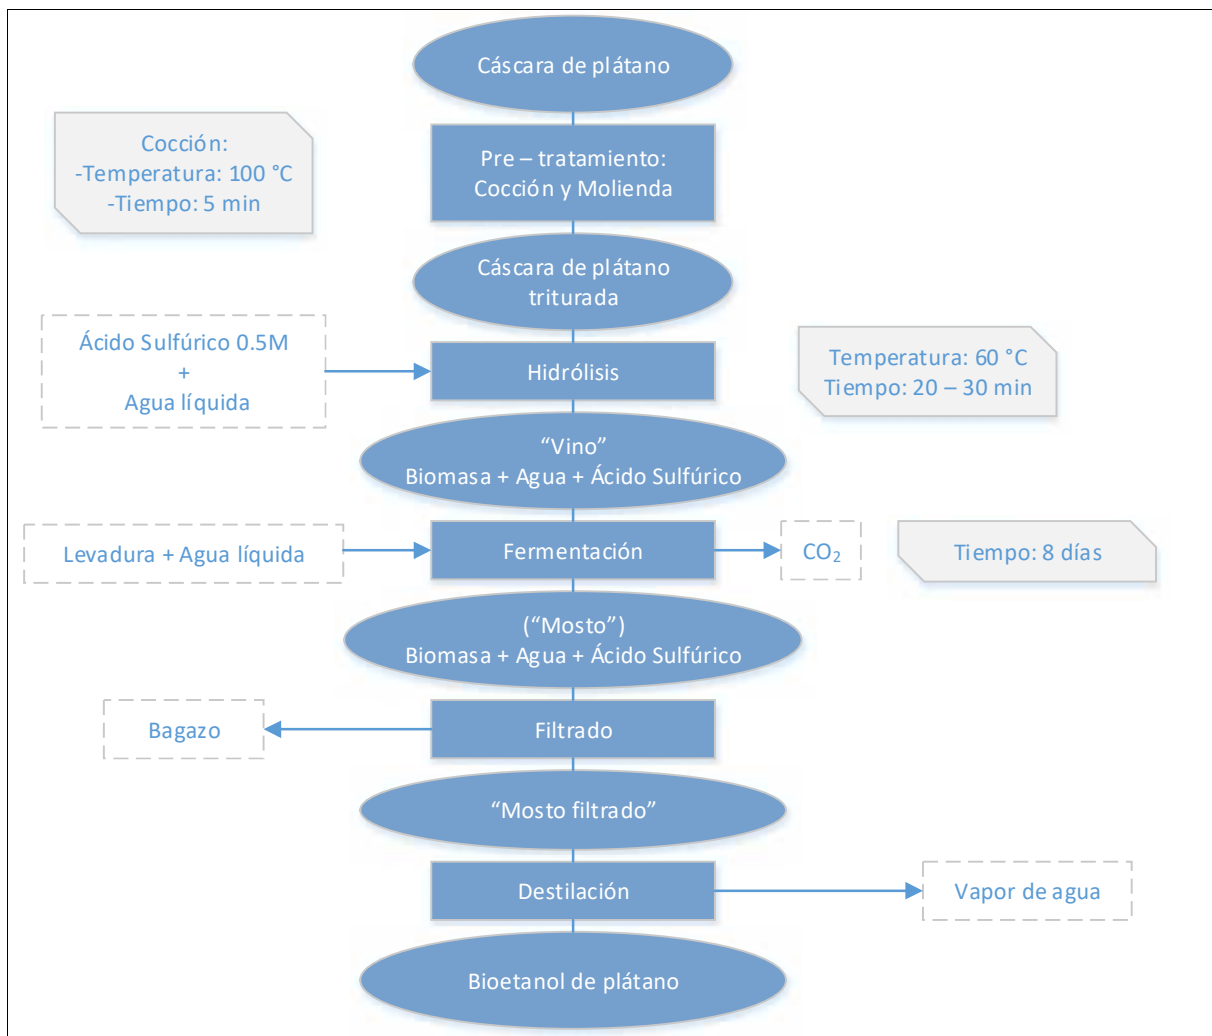 Cáscara de plátano
Cocción:
-Temperatura: 100 °C
-Tiempo: 5 min
Pre – tratamiento:
Cocción y Molienda
Cáscara de plátano
triturada
Ácido Sulfúrico 0.5M
+
Agua líquida
Hidrólisis
Temperatura: 60 °C
Tiempo: 20 – 30 min
“Vino”
Biomasa + Agua + Ácido Sulfúrico
Levadura + Agua líquida
Fermentación
CO₂
Tiempo: 8 días
(“Mosto”)
Biomasa + Agua + Ácido Sulfúrico
Bagazo
Filtrado
“Mosto filtrado”
Destilación
Vapor de agua
Bioetanol de plátano